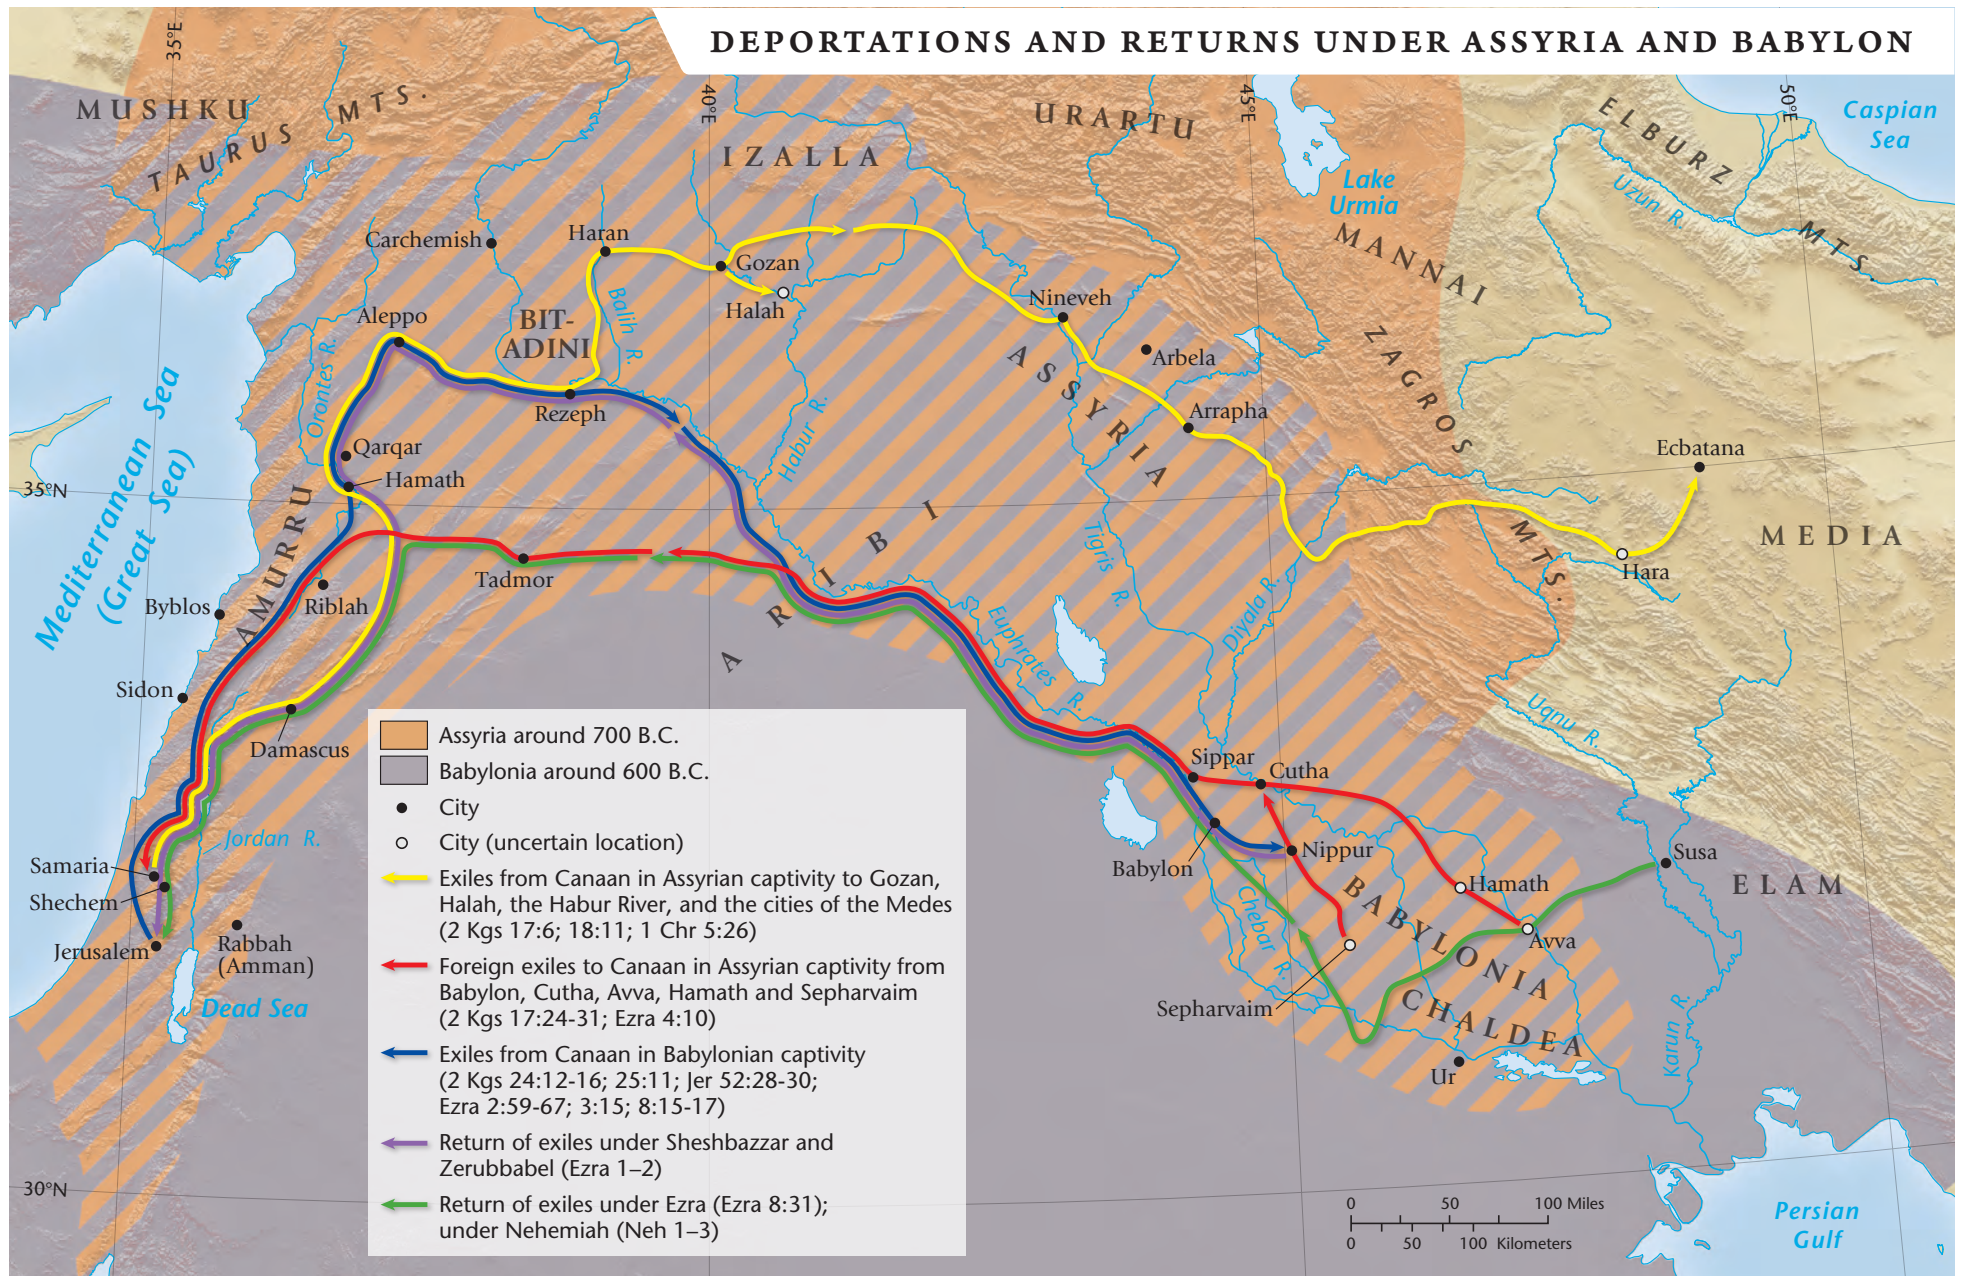 DEPORTATIONS AND RETURNS UNDER ASSYRIA AND BABYLON
35°E
40°E
45°E
50°E
MUSHKU
TAURUS MTS.
IZALLA
URARTU
ELBURZ
MTS.
Caspian
Sea
Lake
Urmia
Uzun R.
MANNAI
Carchemish
Haran
Gozan
Halah
Balih R.
Aleppo
BIT-
ADINI
Nineveh
Arbela
ZAGROS
MTS.
Orontes R.
Rezeph
Habur R.
ASSYRIA
Arrapha
Qarqar
Hamath
Ecbatana
35°N
Mediterranean Sea
(Great Sea)
AMURRU
Tadmor
Riblah
Byblos
ARIBI
Tigris R.
Diyala R.
Hara
MEDIA
Euphrates R.
Sidon
Damascus
Uqnu R.
Sippar
Cutha
Jordan R.
Samaria
Shechem
Jerusalem
Rabbah
(Amman)
Dead Sea
Babylon
Nippur
Hamath
Susa
ELAM
Chebar R.
BABYLONIA
Avva
Sepharvaim
CHALDEA
Ur
Karun R.
30°N
Persian
Gulf
Assyria around 700 B.C.
Babylonia around 600 B.C.
City
City (uncertain location)
Exiles from Canaan in Assyrian captivity to Gozan,
Halah, the Habur River, and the cities of the Medes
(2 Kgs 17:6; 18:11; 1 Chr 5:26)
Foreign exiles to Canaan in Assyrian captivity from
Babylon, Cutha, Avva, Hamath and Sepharvaim
(2 Kgs 17:24-31; Ezra 4:10)
Exiles from Canaan in Babylonian captivity
(2 Kgs 24:12-16; 25:11; Jer 52:28-30;
Ezra 2:59-67; 3:15; 8:15-17)
Return of exiles under Sheshbazzar and
Zerubbabel (Ezra 1–2)
Return of exiles under Ezra (Ezra 8:31);
under Nehemiah (Neh 1–3)
0 50 100 Miles
0 50 100 Kilometers